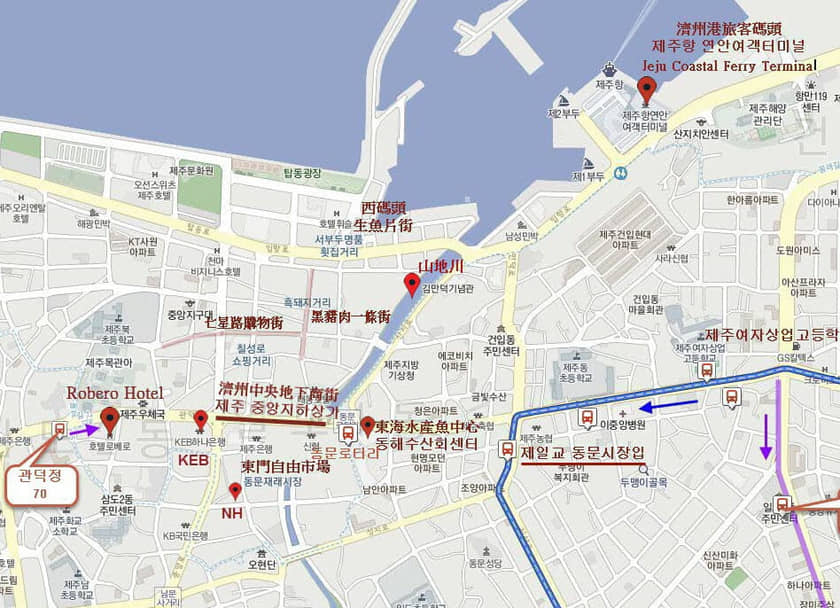 濟州港旅客碼頭
제주항 연안여객터미널
Jeju Coastal Ferry Terminal
제주항
제주항연안
여객터미널
항만119
센터
제주해양
관리단
산지치안센터
제2부두
제1부두
제주문화원
탑동광장
오션스위츠
제주호텔
제주오리엔탈
호텔
해광민박
호텔휘슬
西碼頭
生魚片街
서부두명품
횟집거리
KT사원
아파트
천마
비지니스호텔
남성민박
제주건입현대
아파트
사라신협
한아름아파트
다이아나
도원아미스
아산프라자
아파트
山地川
김만덕기념관
흑돼지거리
黑豬肉一條街
七星路購物街
중앙지구대
제주북
초등학교
제주목관아
칠성로
쇼핑거리
제주지방
기상청
에코비치
아파트
건입동
주민센터
건입동
마을회관
제주동
초등학교
제주여자상업고등학
제주여자상업
고등학교
GS칼텍스
Robero Hotel
제주우체국
호텔로베로
제주은행
관덕정
70
濟州中央地下商街
제주 중앙지하상가
KEB하나은행
KEB
제주은행
신협
동문
동문로터리
東海水産魚中心
동해수산회센터
청은아파트
금빛수산
현명모던
아파트
제주농협
이중앙병원
제일교 동문시장입
복지회관
두맹이골목
東門自由市場
동문재래시장
NH
남안아파트
조양아파트
삼도2동
주민센터
제주화교
소학교
KB국민은행
오현단
동문성당
제주남
초등학교
남문
사거리
신산미화
아파트
하나아파트
주민센터